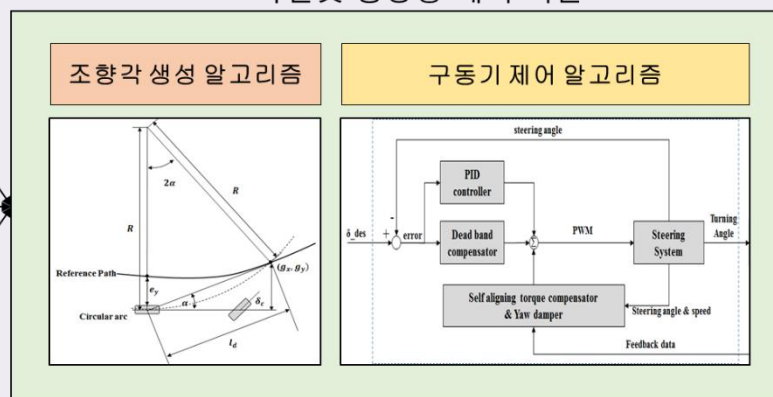 조향각 생성 알고리즘
구동기 제어 알고리즘
2α
R
R
Reference Path
(gₓ, gᵧ)
e_y
α
δ_c
Circular arc
l_d
steering angle
PID
controller
-
+
δ_des
error
Dead band
compensator
Σ
PWM
Steering
System
Turning
Angle
Self aligning torque compensator
& Yaw damper
Steering angle & speed
Feedback data